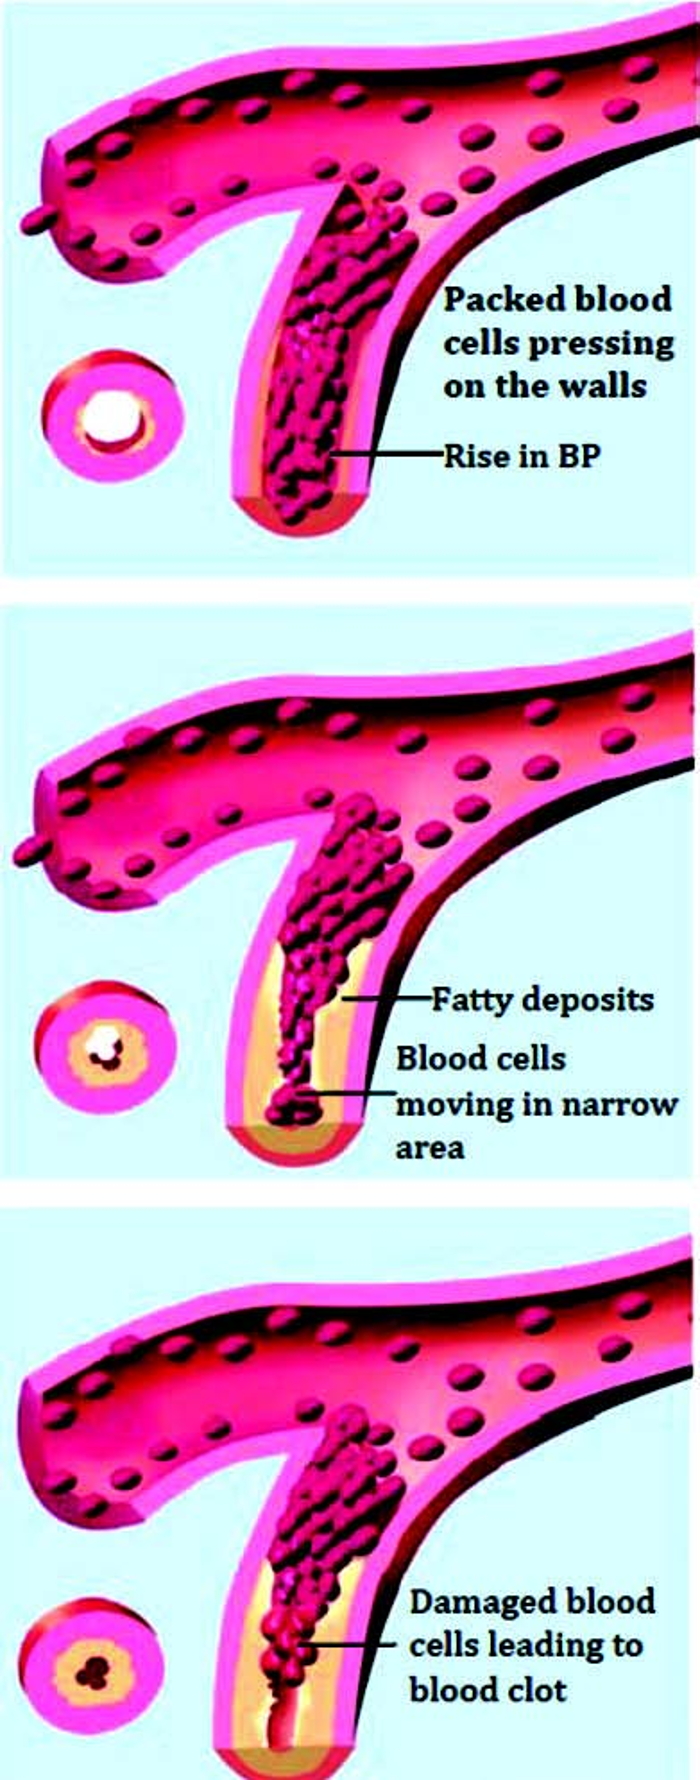 Packed blood
cells pressing
on the walls
Rise in BP
Fatty deposits
Blood cells
moving in narrow
area
Damaged blood
cells leading to
blood clot